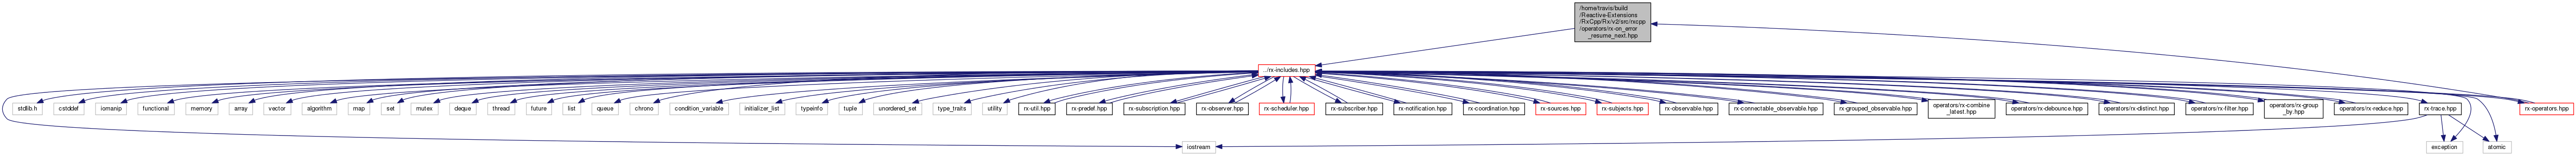 /home/travis/build
/Reactive-Extensions
/RxCpp/Rx/v2/src/rxcpp
/operators/rx-on_error
_resume_next.hpp
../rx-includes.hpp
stdlib.h
cstddef
iomanip
functional
memory
array
vector
algorithm
map
set
mutex
deque
thread
future
list
queue
chrono
condition_variable
initializer_list
typeinfo
tuple
unordered_set
type_traits
utility
rx-util.hpp
rx-predef.hpp
rx-subscription.hpp
rx-observer.hpp
rx-scheduler.hpp
rx-subscriber.hpp
rx-notification.hpp
rx-coordination.hpp
rx-sources.hpp
rx-subjects.hpp
rx-observable.hpp
rx-connectable_observable.hpp
rx-grouped_observable.hpp
operators/rx-combine
_latest.hpp
operators/rx-debounce.hpp
operators/rx-distinct.hpp
operators/rx-filter.hpp
operators/rx-group
_by.hpp
operators/rx-reduce.hpp
rx-trace.hpp
rx-operators.hpp
iostream
exception
atomic